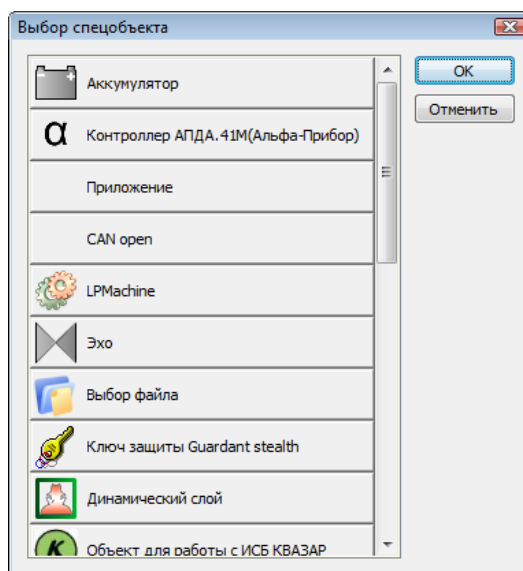 Выбор спецобъекта
ОК
Отменить
Аккумулятор
α Контроллер АПДА.41М(Альфа-Прибор)
Приложение
CAN open
LPMachine
Эхо
Выбор файла
Ключ защиты Guardant stealth
Динамический слой
K Объект для работы с ИСБ КВАЗАР